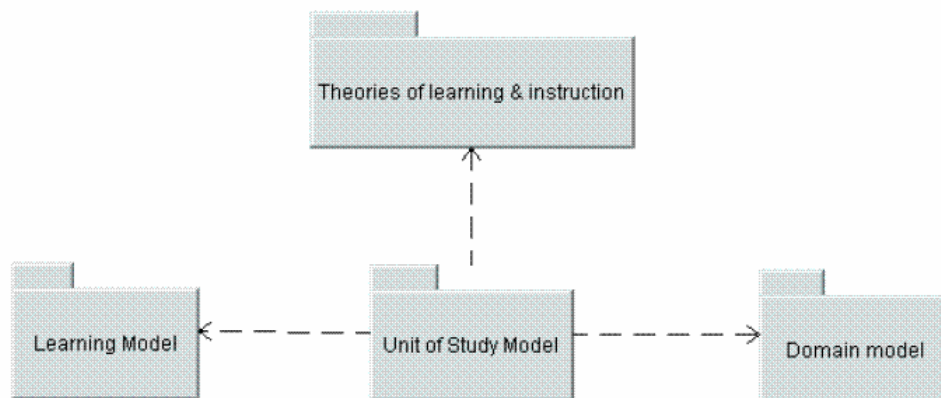 Theories of learning & instruction
Learning Model
Unit of Study Model
Domain model